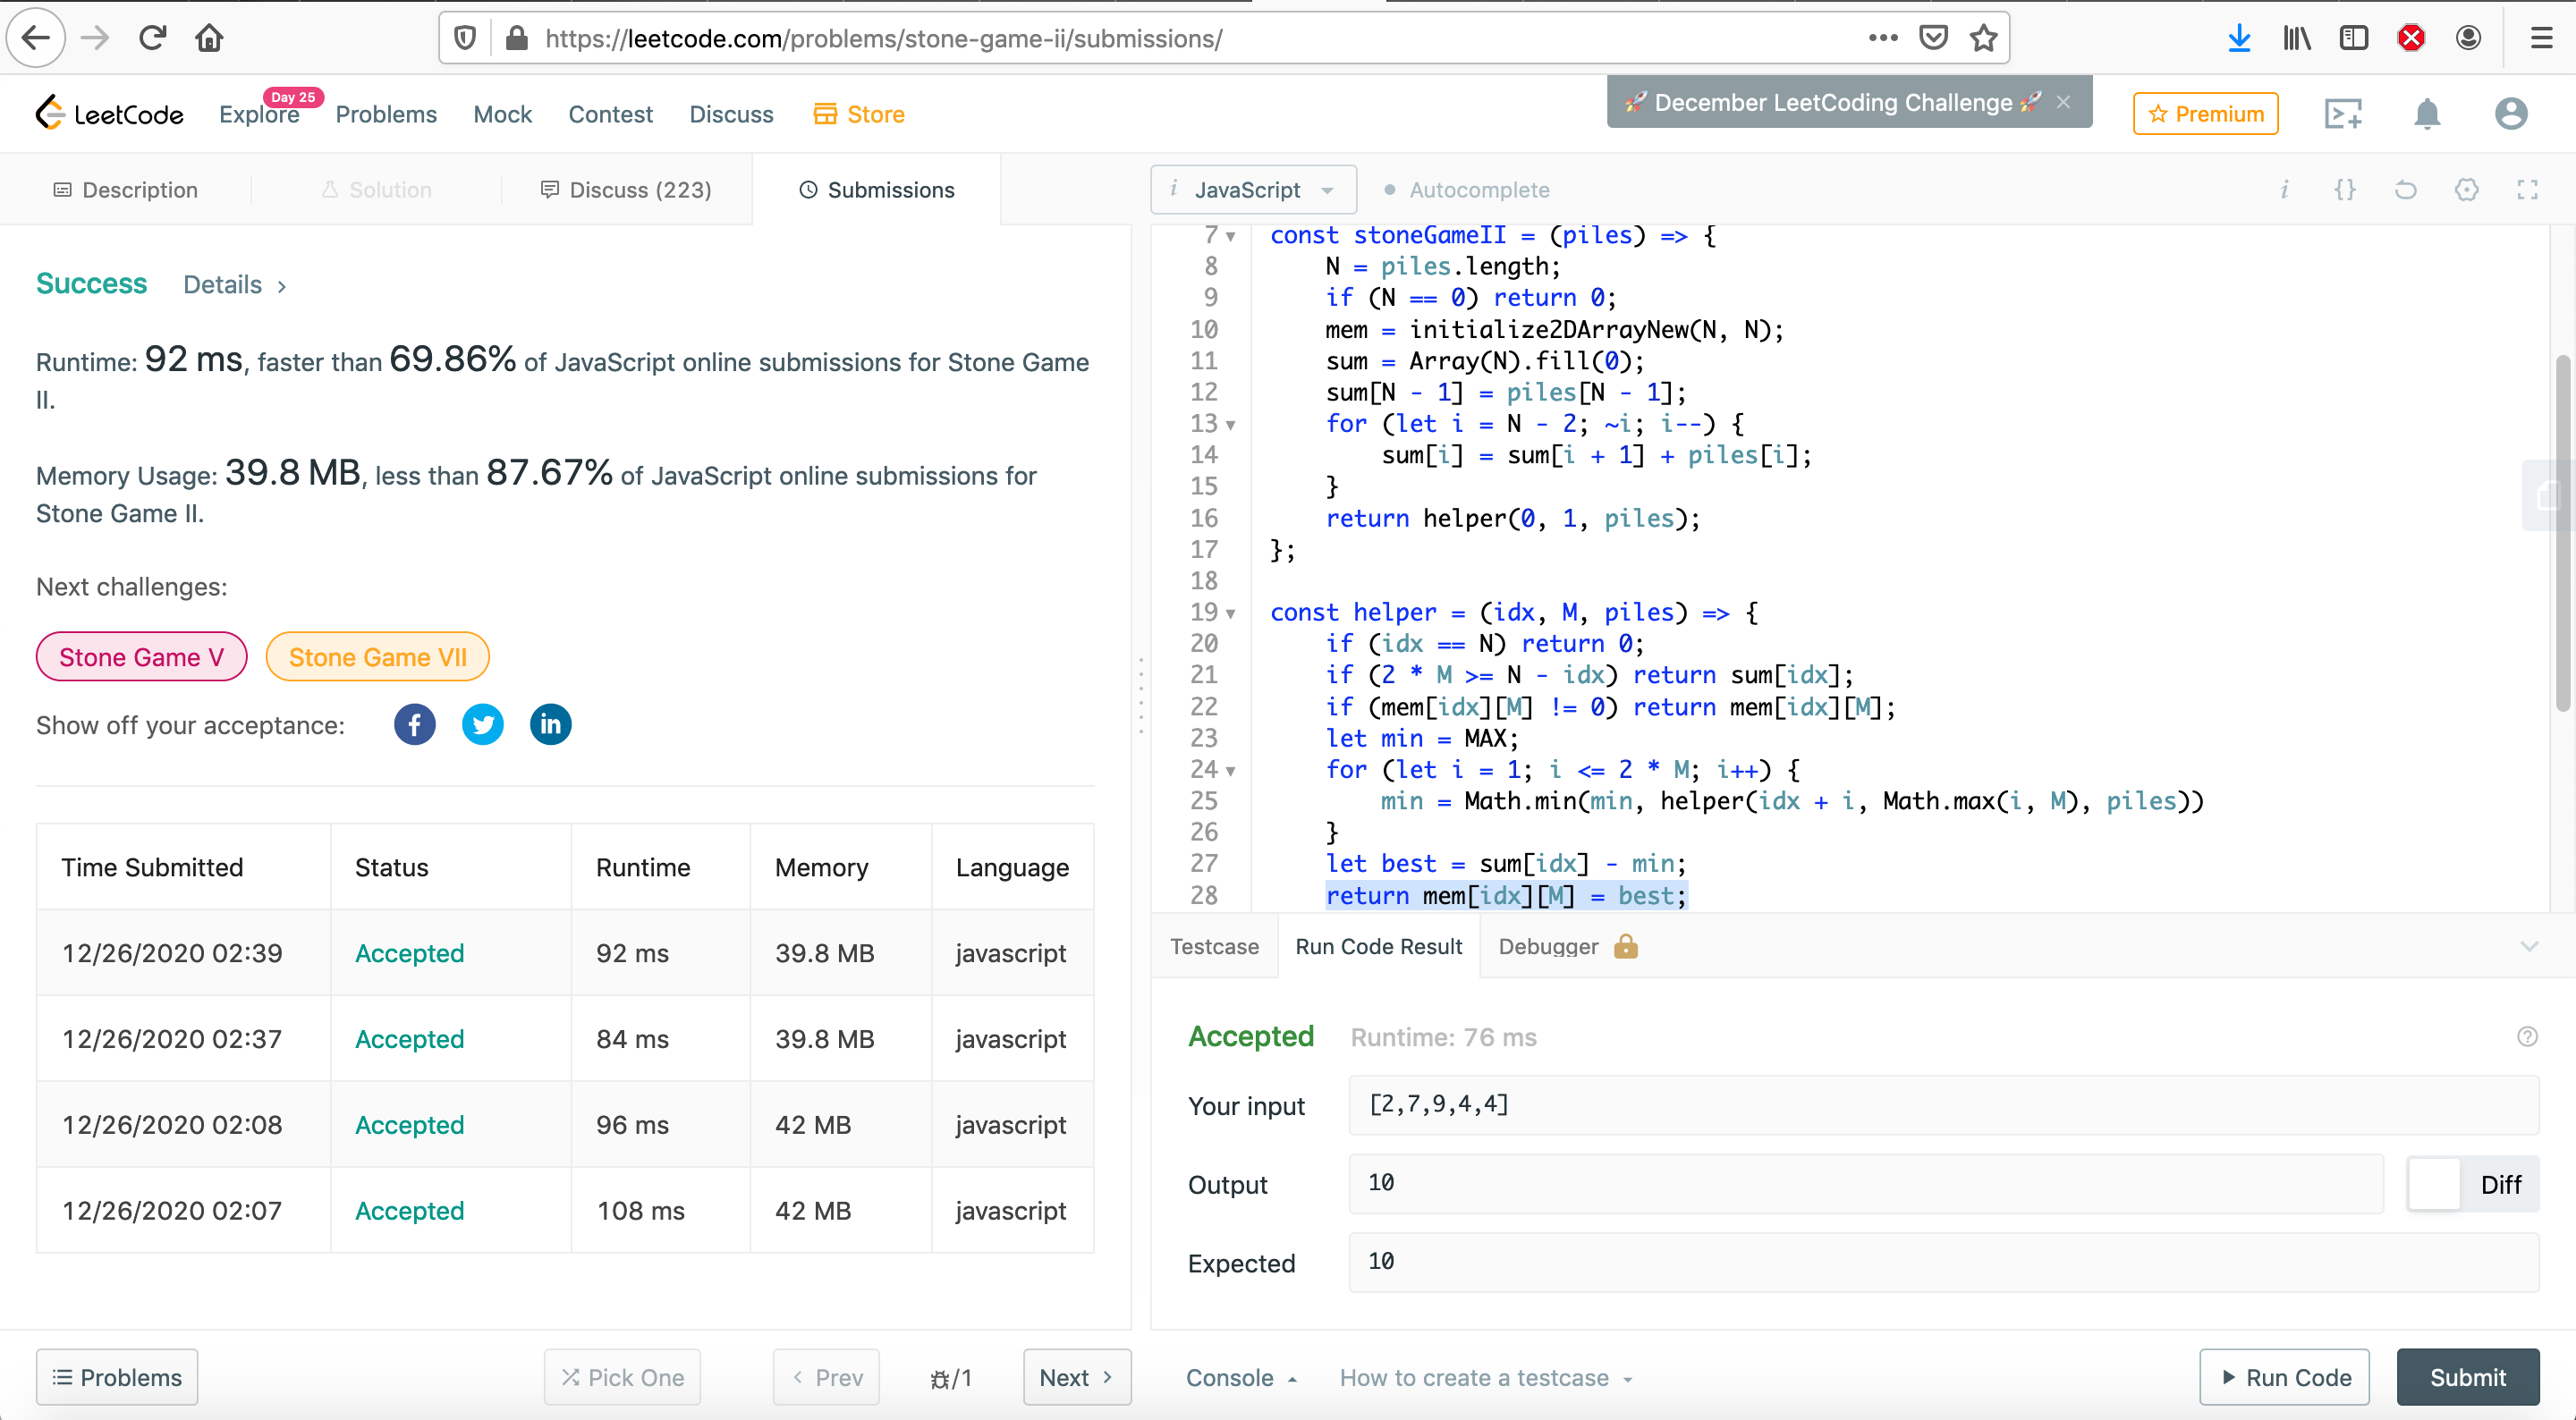 https://leetcode.com/problems/stone-game-ii/submissions/
LeetCode
Explore
Day 25
Problems
Mock
Contest
Discuss
Store
🚀 December LeetCoding Challenge 🚀 ×
Premium
Description
Solution
Discuss (223)
Submissions
i JavaScript
Autocomplete
Success
Details >
Runtime: 92 ms, faster than 69.86% of JavaScript online submissions for Stone Game
II.
Memory Usage: 39.8 MB, less than 87.67% of JavaScript online submissions for
Stone Game II.
Next challenges:
Stone Game V
Stone Game VII
Show off your acceptance:
Time Submitted Status Runtime Memory Language
12/26/2020 02:39 Accepted 92 ms 39.8 MB javascript
12/26/2020 02:37 Accepted 84 ms 39.8 MB javascript
12/26/2020 02:08 Accepted 96 ms 42 MB javascript
12/26/2020 02:07 Accepted 108 ms 42 MB javascript
7 const stoneGameII = (piles) => {
8 N = piles.length;
9 if (N == 0) return 0;
10 mem = initialize2DArrayNew(N, N);
11 sum = Array(N).fill(0);
12 sum[N - 1] = piles[N - 1];
13 for (let i = N - 2; ~i; i--) {
14 sum[i] = sum[i + 1] + piles[i];
15 }
16 return helper(0, 1, piles);
17 };
18
19 const helper = (idx, M, piles) => {
20 if (idx == N) return 0;
21 if (2 * M >= N - idx) return sum[idx];
22 if (mem[idx][M] != 0) return mem[idx][M];
23 let min = MAX;
24 for (let i = 1; i <= 2 * M; i++) {
25 min = Math.min(min, helper(idx + i, Math.max(i, M), piles))
26 }
27 let best = sum[idx] - min;
28 return mem[idx][M] = best;
Testcase
Run Code Result
Debugger
Accepted
Runtime: 76 ms
Your input
[2,7,9,4,4]
Output
10
Diff
Expected
10
Problems
Pick One
< Prev
/1
Next >
Console
How to create a testcase
Run Code
Submit